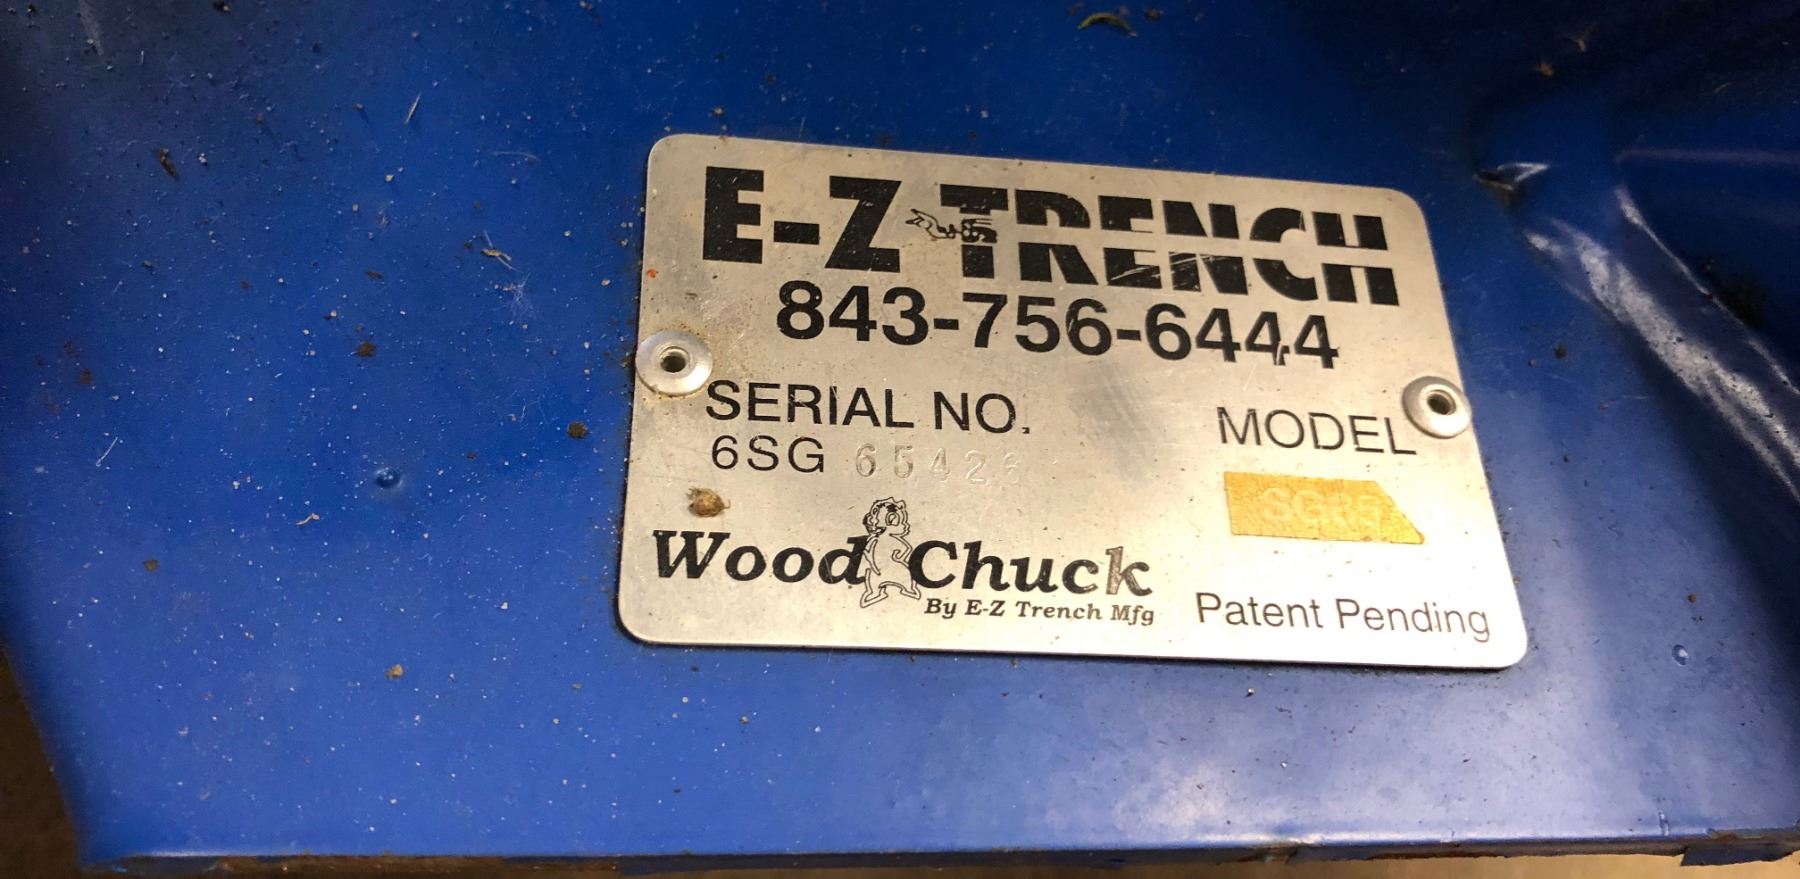 E-Z TRENCH
843-756-6444
SERIAL NO.
6SG
MODEL
Wood Chuck
By E-Z Trench Mfg
Patent Pending